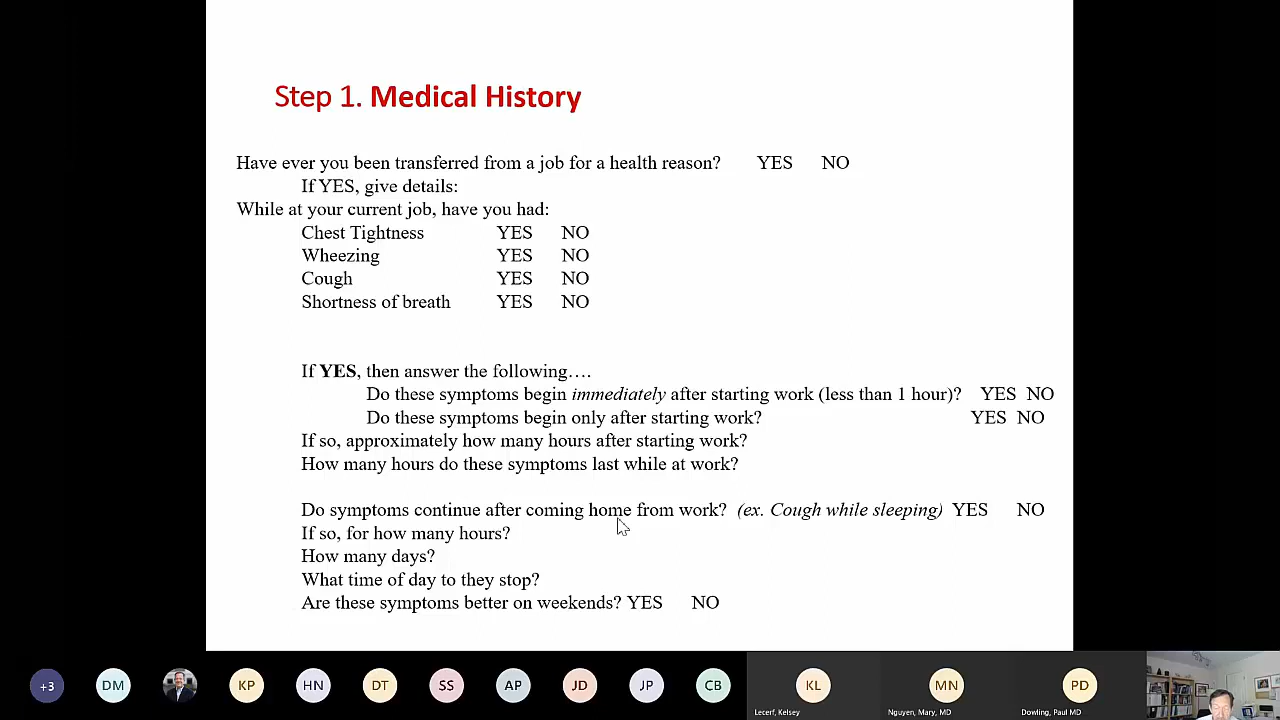 Step 1. Medical History
Have ever you been transferred from a job for a health reason? YES NO
If YES, give details:
While at your current job, have you had:
Chest Tightness YES NO
Wheezing YES NO
Cough YES NO
Shortness of breath YES NO
If YES, then answer the following….
Do these symptoms begin immediately after starting work (less than 1 hour)? YES NO
Do these symptoms begin only after starting work? YES NO
If so, approximately how many hours after starting work?
How many hours do these symptoms last while at work?
Do symptoms continue after coming home from work? (ex. Cough while sleeping) YES NO
If so, for how many hours?
How many days?
What time of day to they stop?
Are these symptoms better on weekends? YES NO
+3 DM KP HN DT SS AP JD JP CB KL MN PD
Lecerf, Kelsey Nguyen, Mary, MD Dowling, Paul MD